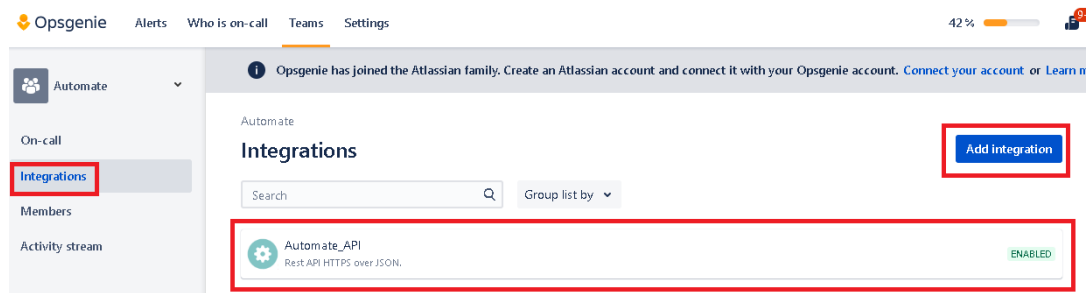 Opsgenie Alerts Who is on-call Teams Settings 42 %
Automate
On-call
Integrations
Members
Activity stream
Opsgenie has joined the Atlassian family. Create an Atlassian account and connect it with your Opsgenie account. Connect your account or Learn
Automate
Integrations
Add integration
Search
Group list by
Automate_API
Rest API HTTPS over JSON.
ENABLED